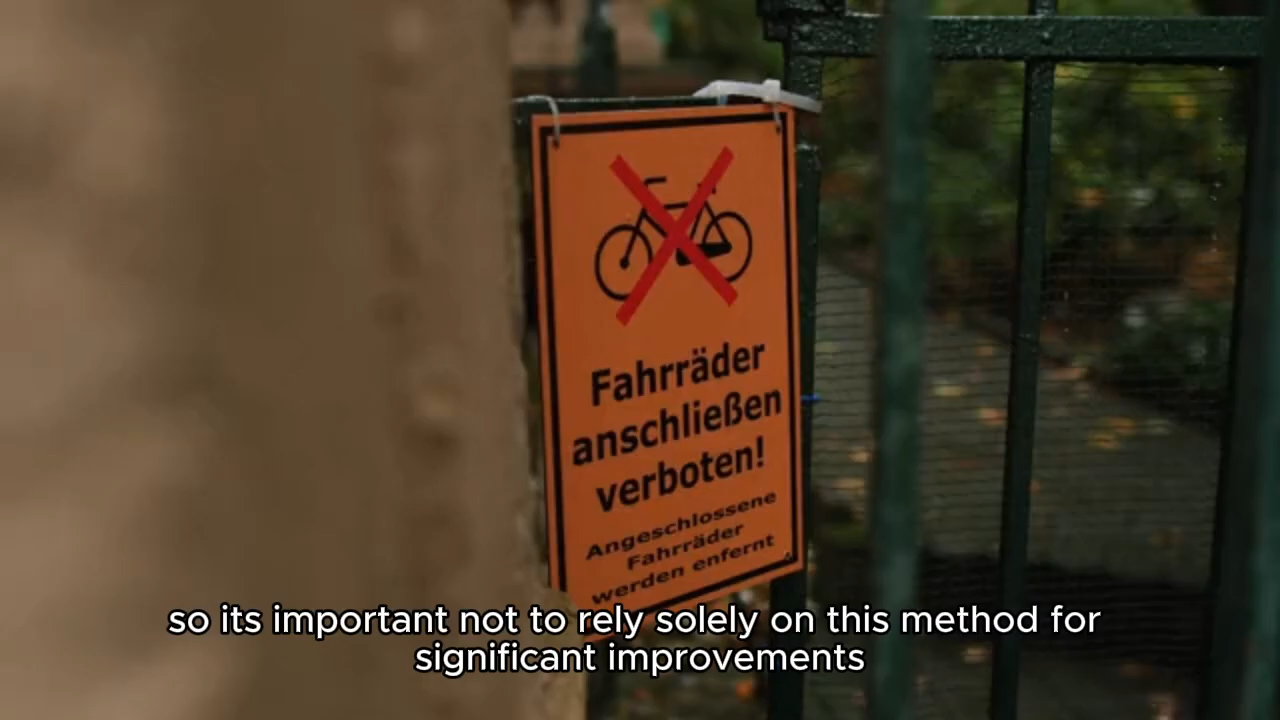 Fahrräder
anschließen
verboten!
Angeschlossene
Fahrräder
werden enfernt
so its important not to rely solely on this method for
significant improvements